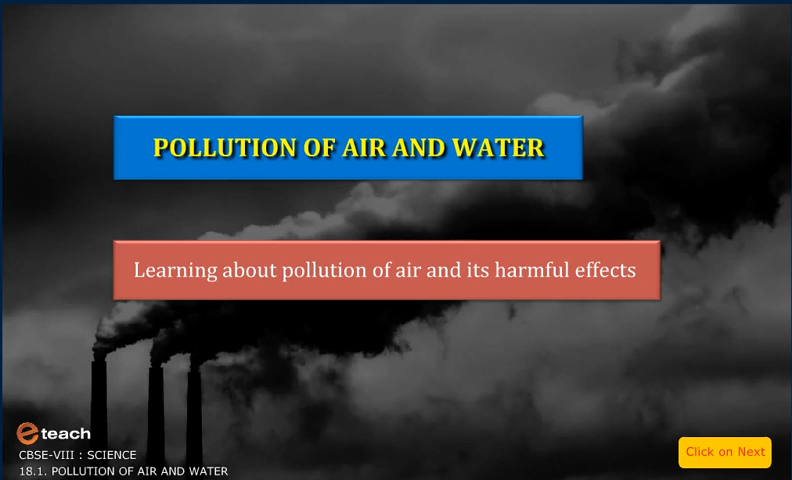 POLLUTION OF AIR AND WATER
Learning about pollution of air and its harmful effects
eteach
CBSE-VIII : SCIENCE
18.1. POLLUTION OF AIR AND WATER
Click on Next